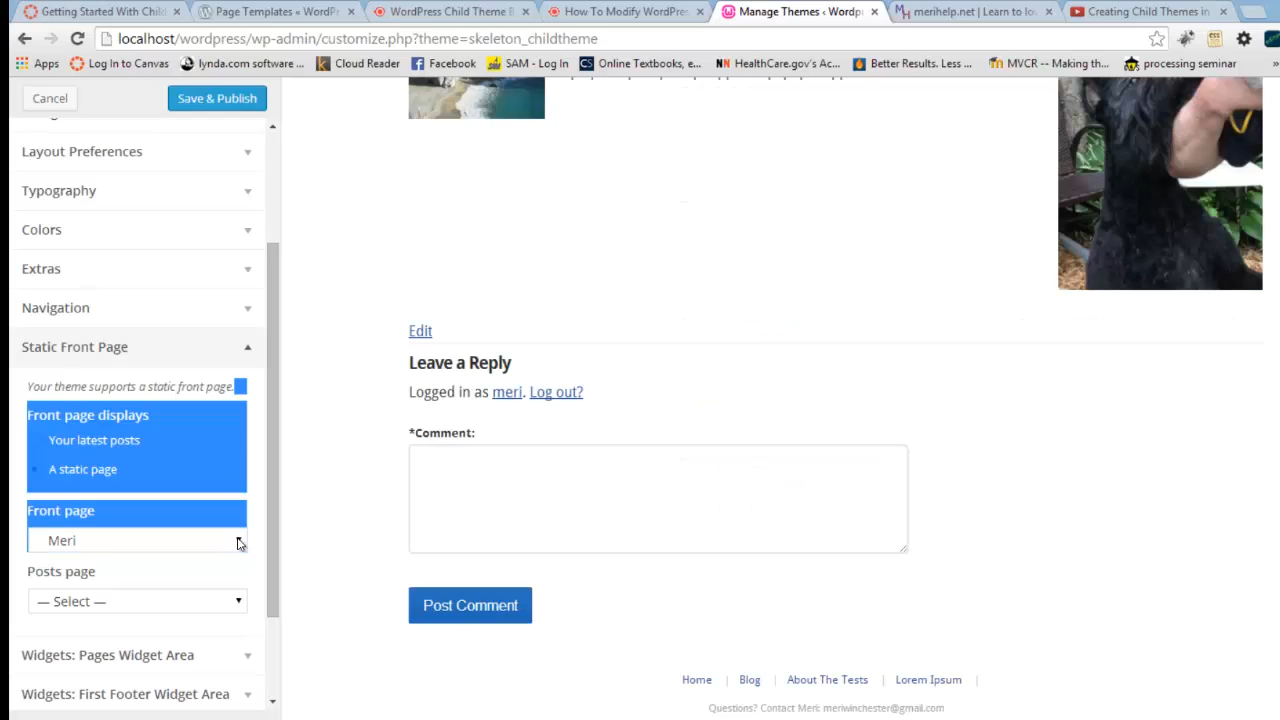 Getting Started With Child
Page Templates « WordPr
WordPress Child Theme B
How To Modify WordPres
Manage Themes ‹ Wordp
merihelp.net | Learn to lo
Creating Child Themes in
localhost/wordpress/wp-admin/customize.php?theme=skeleton_childtheme
Apps
Log In to Canvas
lynda.com software ...
Cloud Reader
Facebook
SAM - Log In
Online Textbooks, e...
HealthCare.gov's Ac...
Better Results. Less ...
MVCR -- Making th...
processing seminar
»
Cancel
Save & Publish
Layout Preferences
Typography
Colors
Extras
Navigation
Static Front Page
Your theme supports a static front page.
Front page displays
Your latest posts
A static page
Front page
Meri
Posts page
— Select —
Widgets: Pages Widget Area
Widgets: First Footer Widget Area
Edit
Leave a Reply
Logged in as meri. Log out?
*Comment:
Post Comment
Home | Blog | About The Tests | Lorem Ipsum |
Questions? Contact Meri: meriwinchester@gmail.com